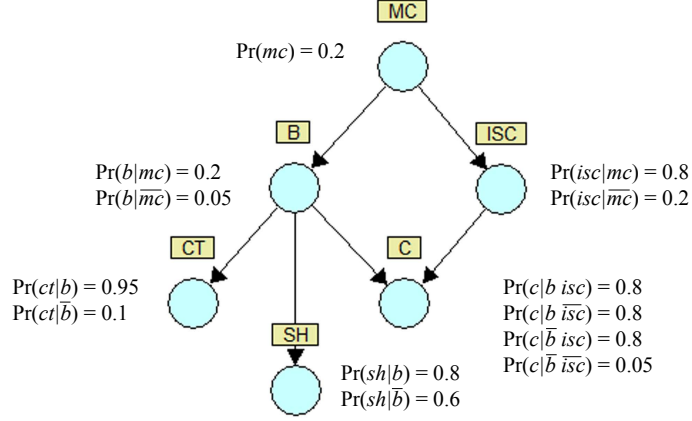 MC
Pr(mc) = 0.2
B
ISC
Pr(b|mc) = 0.2
Pr(b|m̅c̅) = 0.05
Pr(isc|mc) = 0.8
Pr(isc|m̅c̅) = 0.2
CT
C
Pr(ct|b) = 0.95
Pr(ct|b̅) = 0.1
Pr(c|b isc) = 0.8
Pr(c|b i̅s̅c̅) = 0.8
Pr(c|b̅ isc) = 0.8
Pr(c|b̅ i̅s̅c̅) = 0.05
SH
Pr(sh|b) = 0.8
Pr(sh|b̅) = 0.6